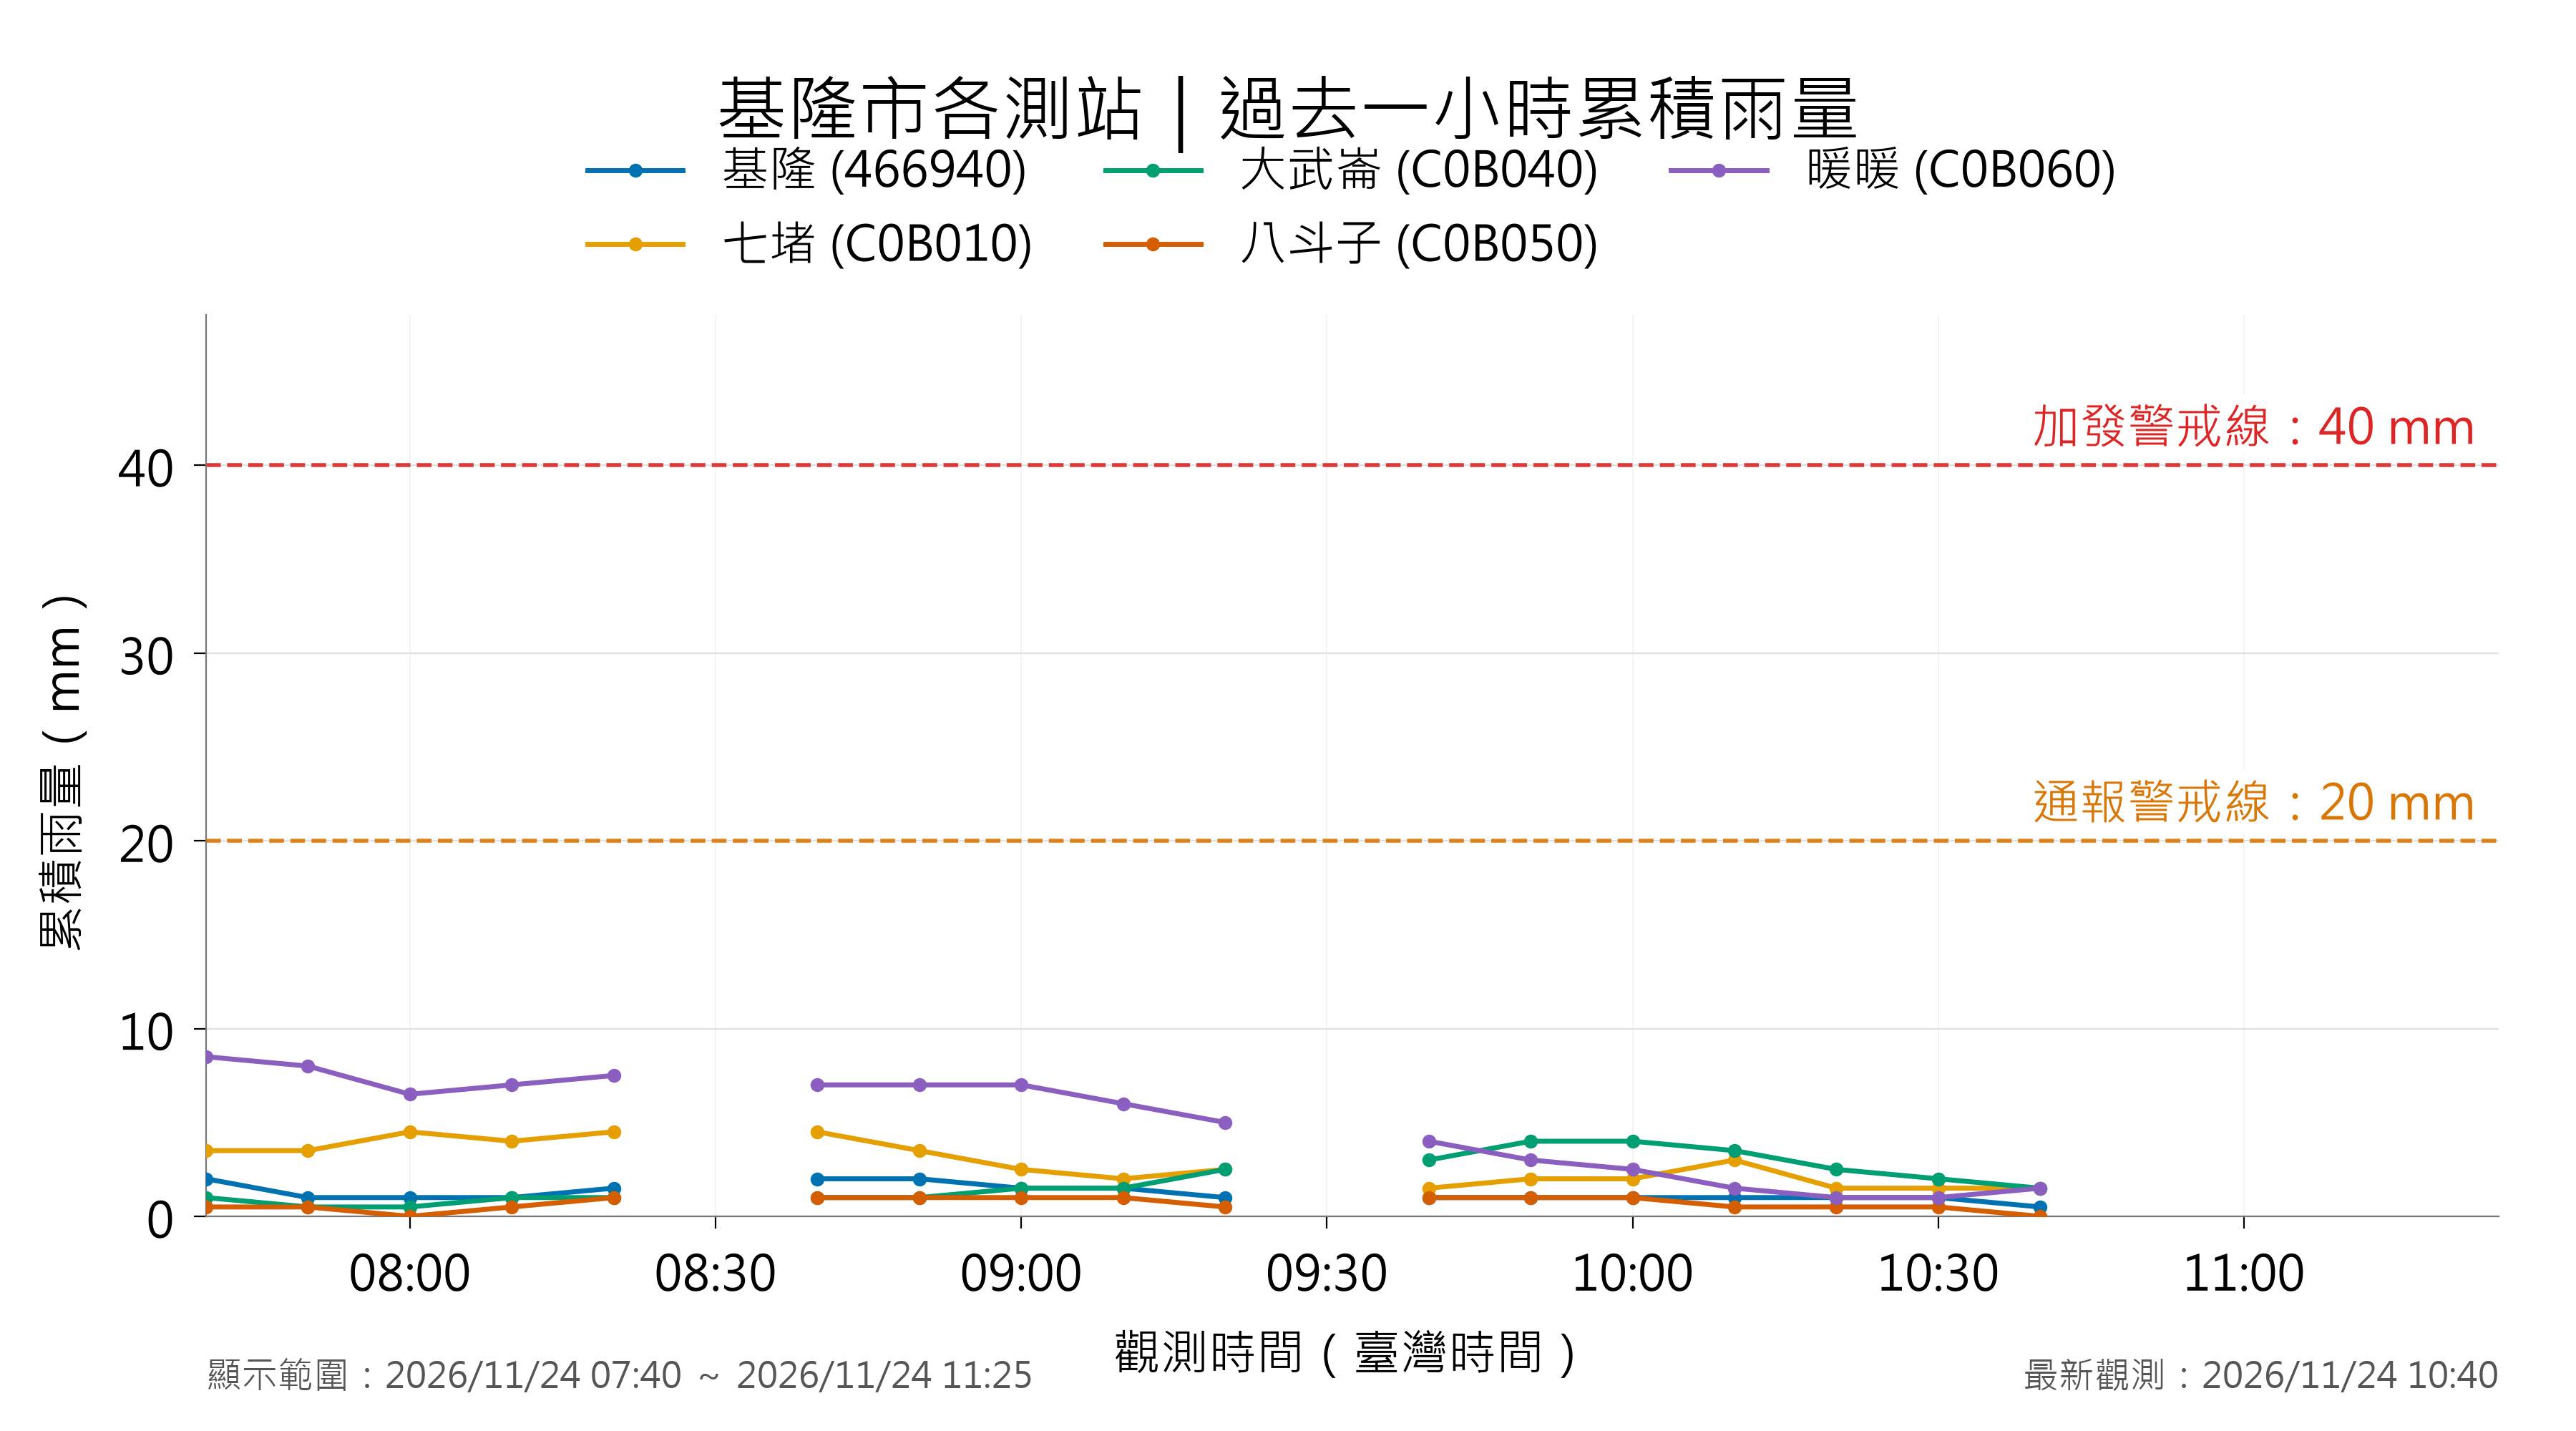 基隆市各測站｜過去一小時累積雨量
基隆 (466940)
大武崙 (C0B040)
暖暖 (C0B060)
七堵 (C0B010)
八斗子 (C0B050)
加發警戒線：40 mm
通報警戒線：20 mm
累積雨量（mm）
40
30
20
10
0
08:00 08:30 09:00 09:30 10:00 10:30 11:00
觀測時間（臺灣時間）
顯示範圍：2026/11/24 07:40 ~ 2026/11/24 11:25
最新觀測：2026/11/24 10:40